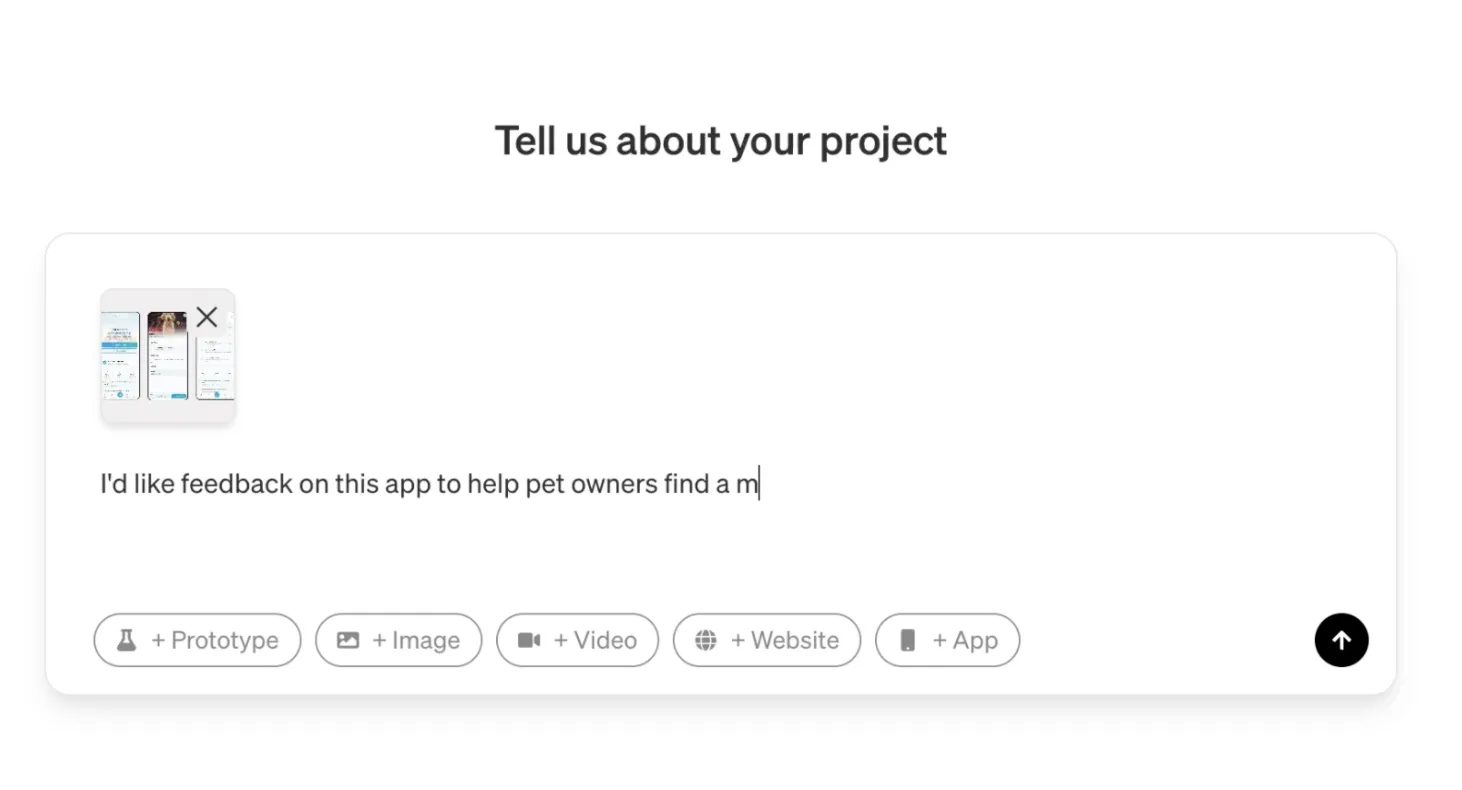 Tell us about your project
I'd like feedback on this app to help pet owners find a m
+ Prototype
+ Image
+ Video
+ Website
+ App